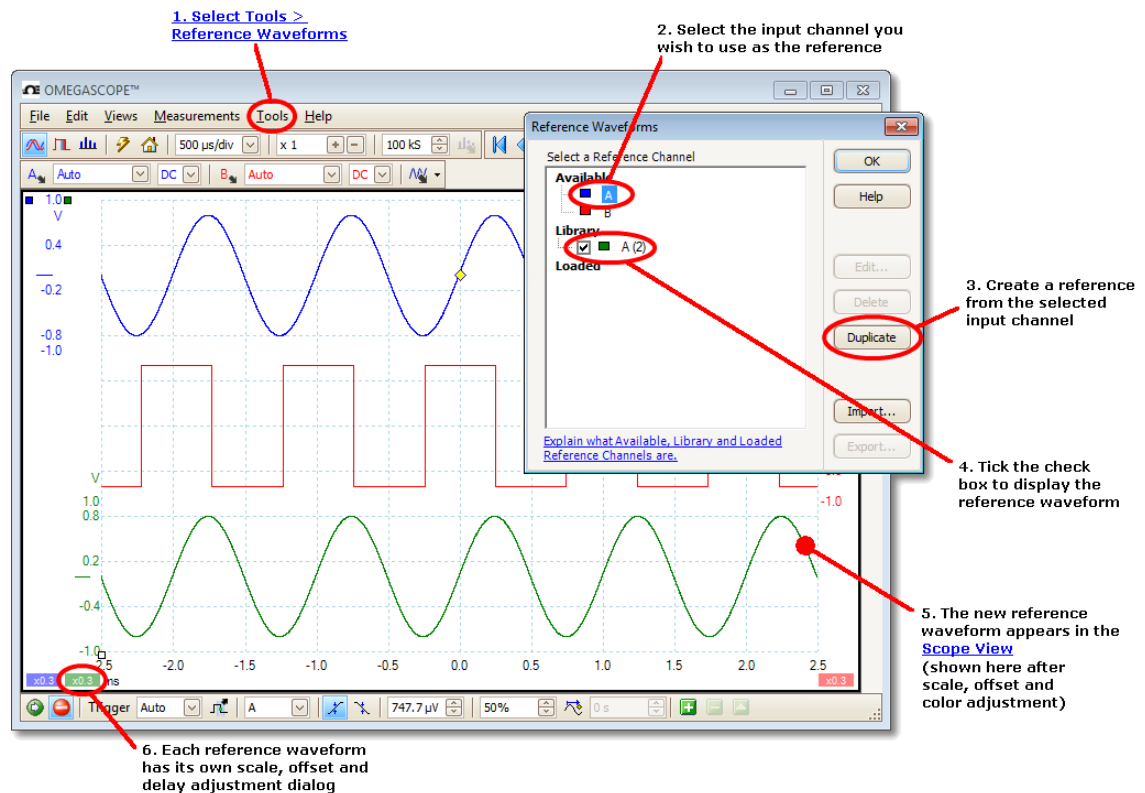 1. Select Tools >
Reference Waveforms
2. Select the input channel you
wish to use as the reference
OMEGASCOPE™
File Edit Views Measurements Tools Help
500 µs/div x 1 100 kS
A Auto DC B Auto DC
1.0
V
0.4
-0.2
-0.8
-1.0
Reference Waveforms
Select a Reference Channel
Available
A
B
Library
A (2)
Loaded
Explain what Available, Library and Loaded
Reference Channels are.
OK
Help
Edit...
Delete
Duplicate
Import...
Export...
3. Create a reference
from the selected
input channel
4. Tick the check
box to display the
reference waveform
V
1.0
0.8
0.2
-0.4
-1.0
-1.0
5. The new reference
waveform appears in the
Scope View
(shown here after
scale, offset and
color adjustment)
2.5 -2.0 -1.5 -1.0 -0.5 0.0 0.5 1.0 1.5 2.0 2.5
x0.3 x0.3 ms x0.3
Trigger Auto A 747.7 µV 50% 0 s
6. Each reference waveform
has its own scale, offset and
delay adjustment dialog